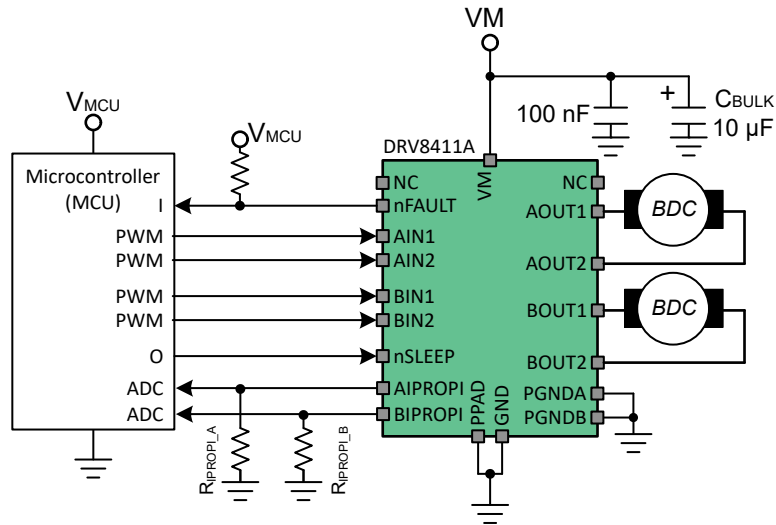 VM
100 nF
+
CBULK
10 µF
VMCU
VMCU
DRV8411A
Microcontroller
(MCU)
I
PWM
PWM
PWM
PWM
O
ADC
ADC
NC
nFAULT
AIN1
AIN2
BIN1
BIN2
nSLEEP
AIPROPI
BIPROPI
VM
NC
AOUT1
AOUT2
BOUT1
BOUT2
PGNDA
PGNDB
PPAD
GND
BDC
BDC
RIPROPI_A
RIPROPI_B